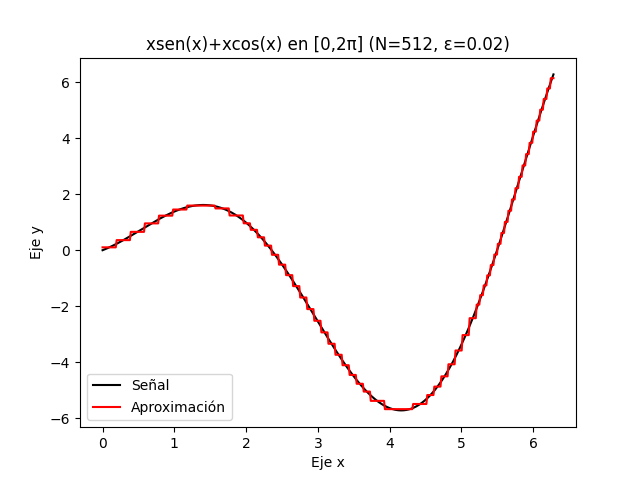 xsen(x)+xcos(x) en [0,2π] (N=512, ε=0.02)
Eje y
6
4
2
0
−2
−4
−6
Señal
Aproximación
0 1 2 3 4 5 6
Eje x